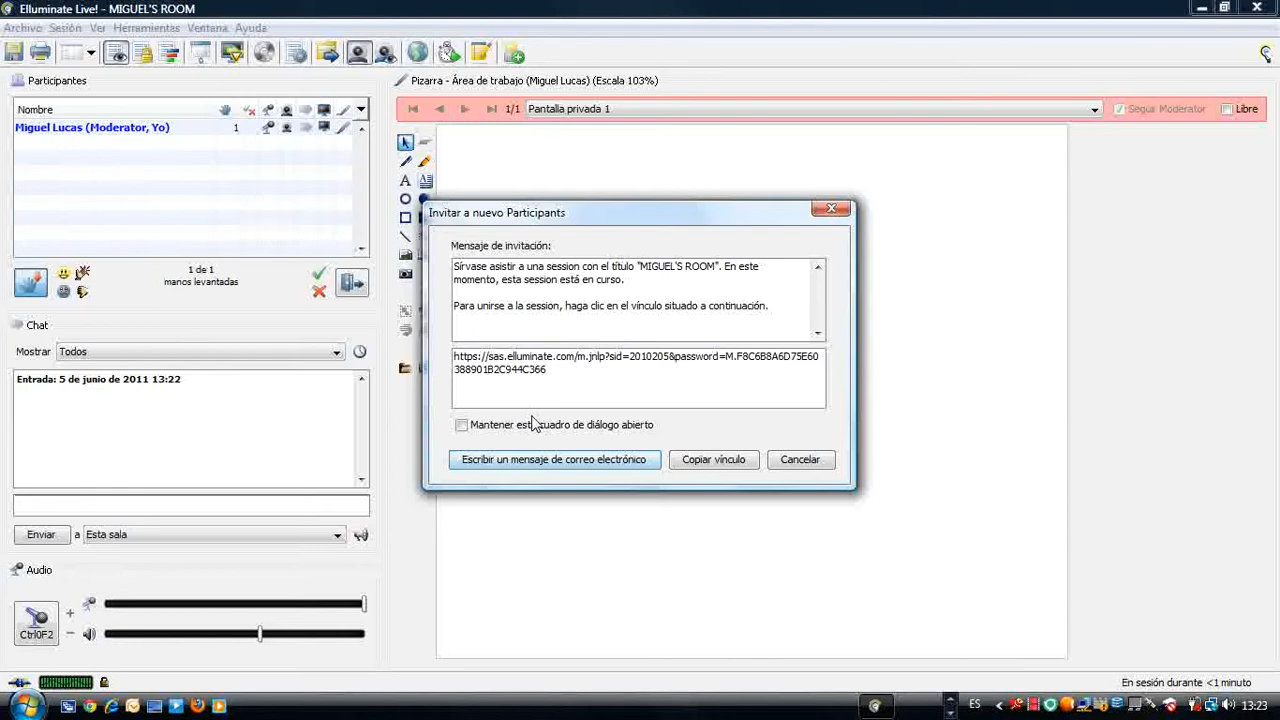 Elluminate Live! - MIGUEL'S ROOM
Archivo Sesión Ver Herramientas Ventana Ayuda
Participantes
Nombre
Miguel Lucas (Moderator, Yo) 1
1 de 1
manos levantadas
Chat
Mostrar Todos
Entrada: 5 de junio de 2011 13:22
Enviar a Esta sala
Audio
Ctrl0F2
Pizarra - Área de trabajo (Miguel Lucas) (Escala 103%)
1/1 Pantalla privada 1 Seguir Moderator Libre
Invitar a nuevo Participants
Mensaje de invitación:
Sírvase asistir a una session con el título "MIGUEL'S ROOM". En este
momento, esta session está en curso.
Para unirse a la session, haga clic en el vínculo situado a continuación.
https://sas.elluminate.com/m.jnlp?sid=2010205&password=M.F8C6B8A6D75E60
388901B2C944C366
Mantener este cuadro de diálogo abierto
Escribir un mensaje de correo electrónico Copiar vínculo Cancelar
En sesión durante <1 minuto
ES 13:23